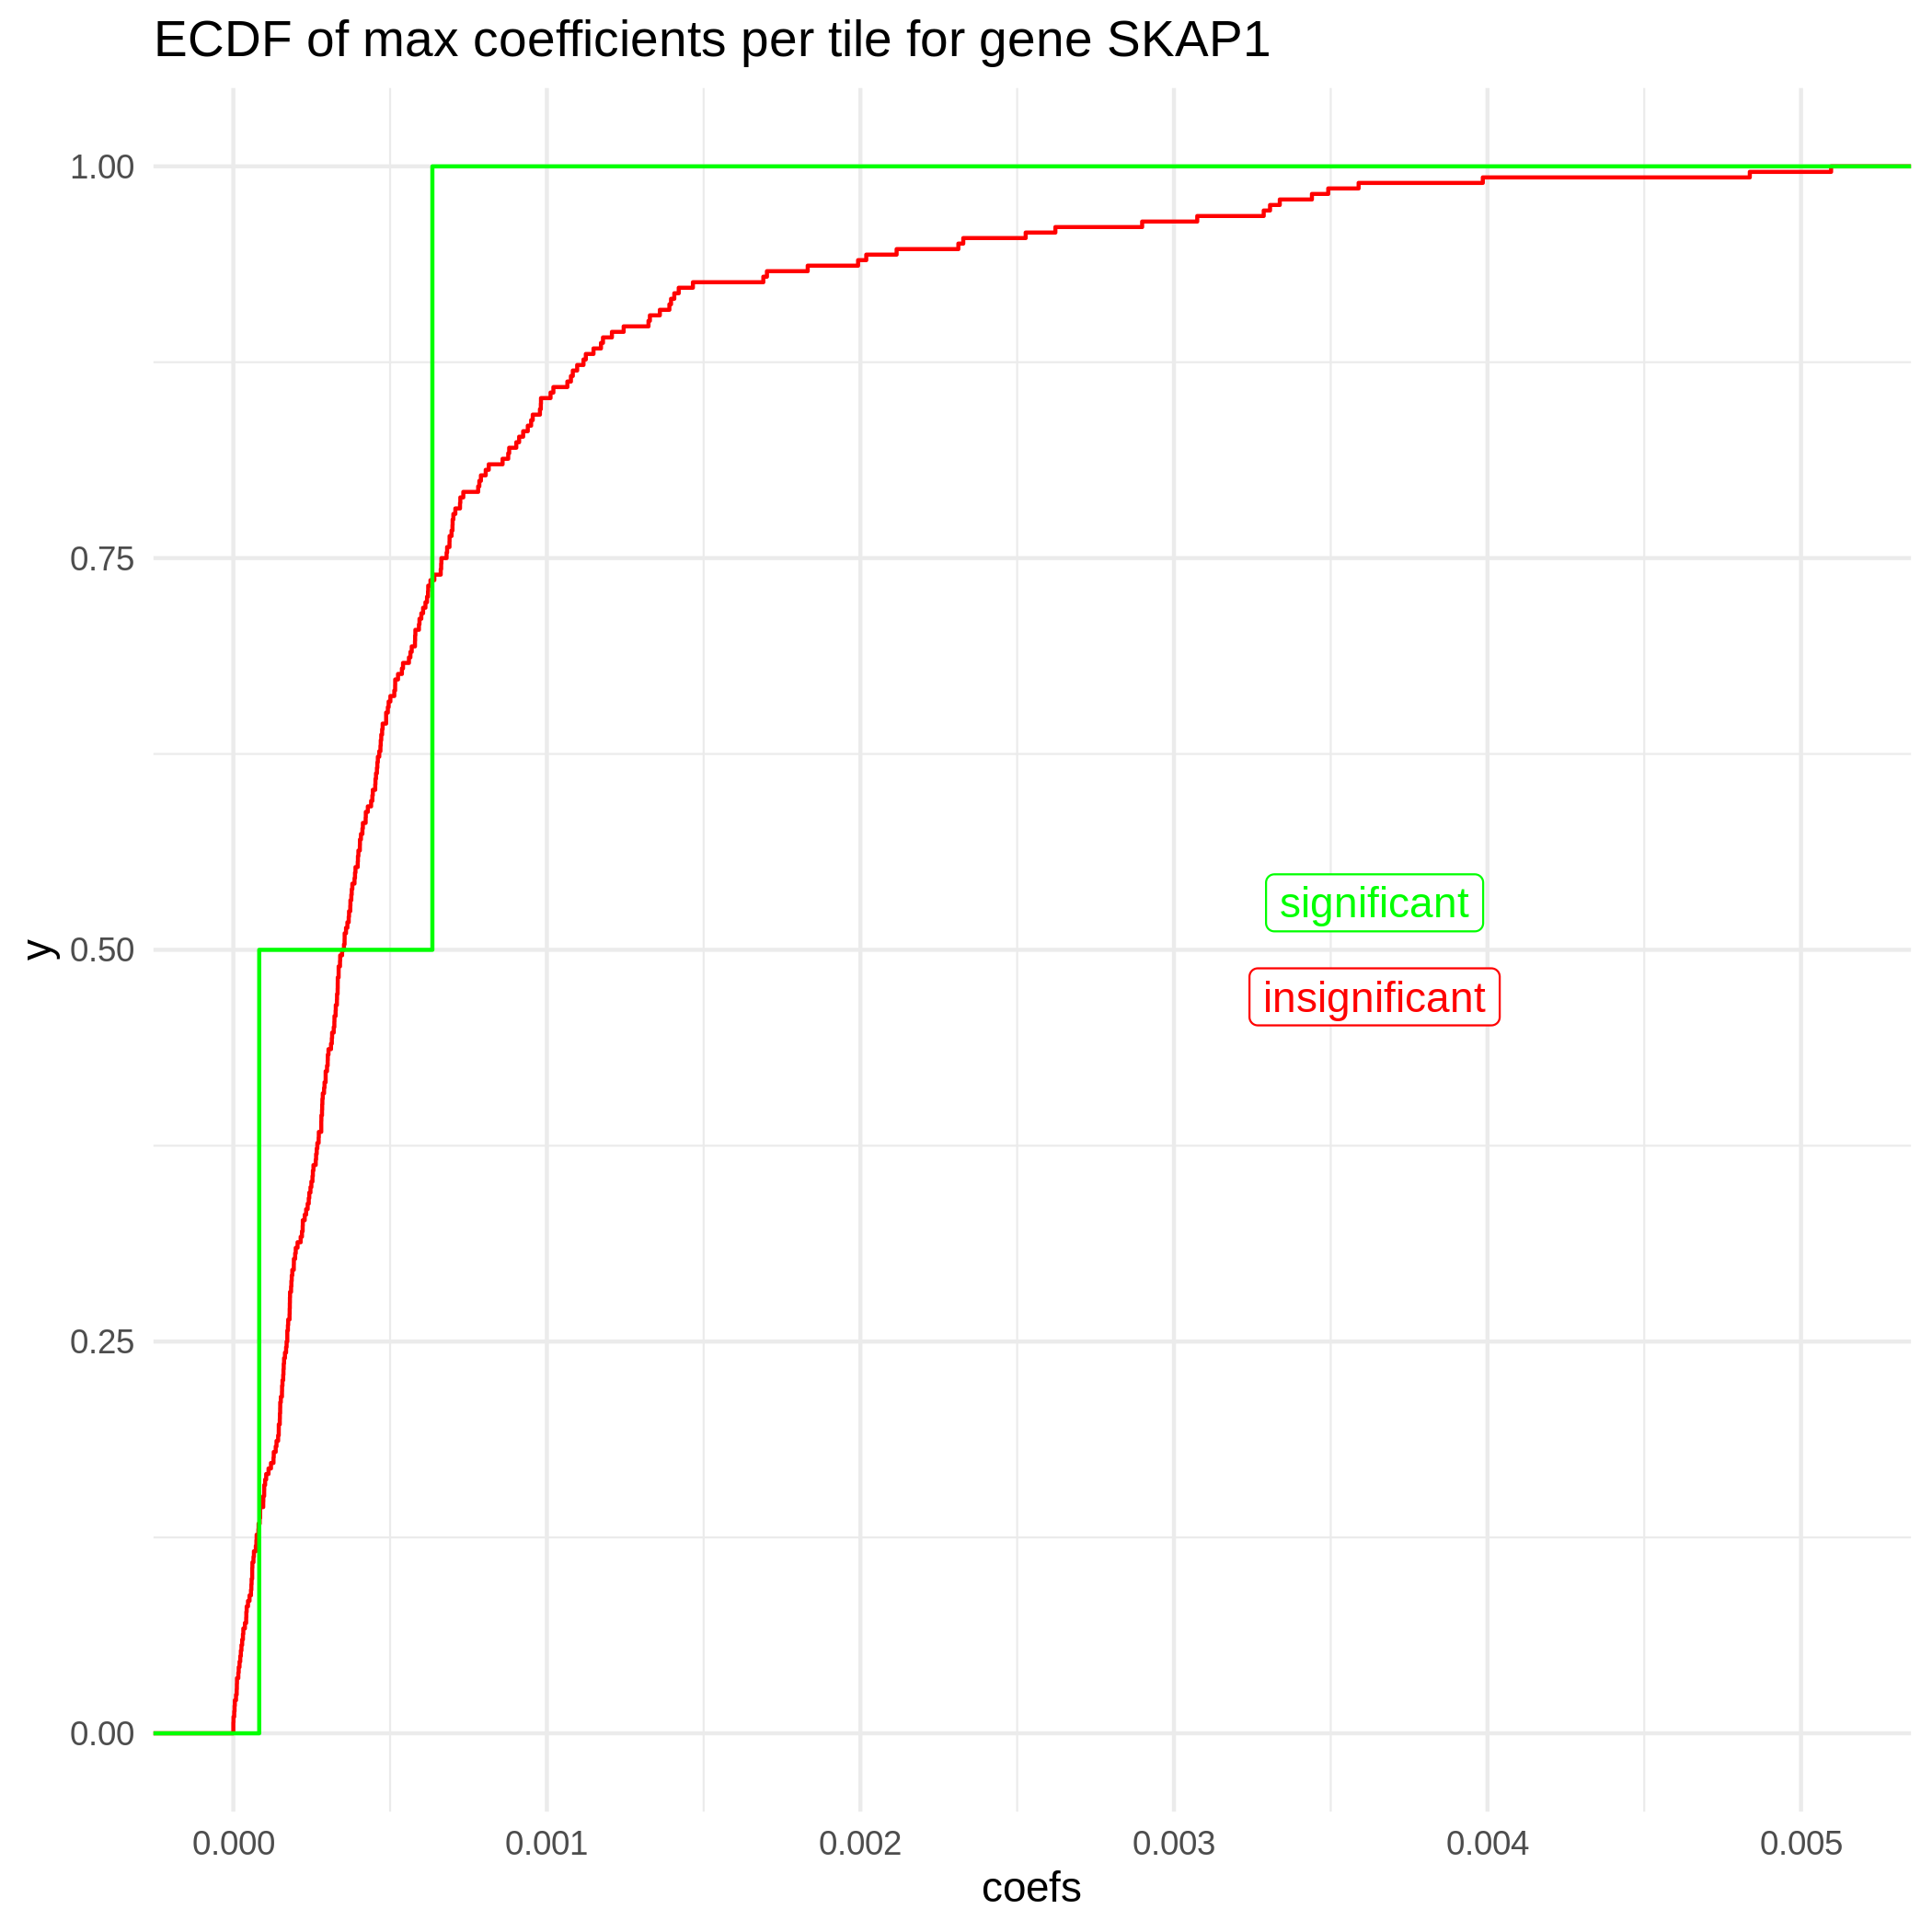 ECDF of max coefficients per tile for gene SKAP1
1.00
0.75
0.50
0.25
0.00
y
significant
insignificant
0.000
0.001
0.002
0.003
0.004
0.005
coefs